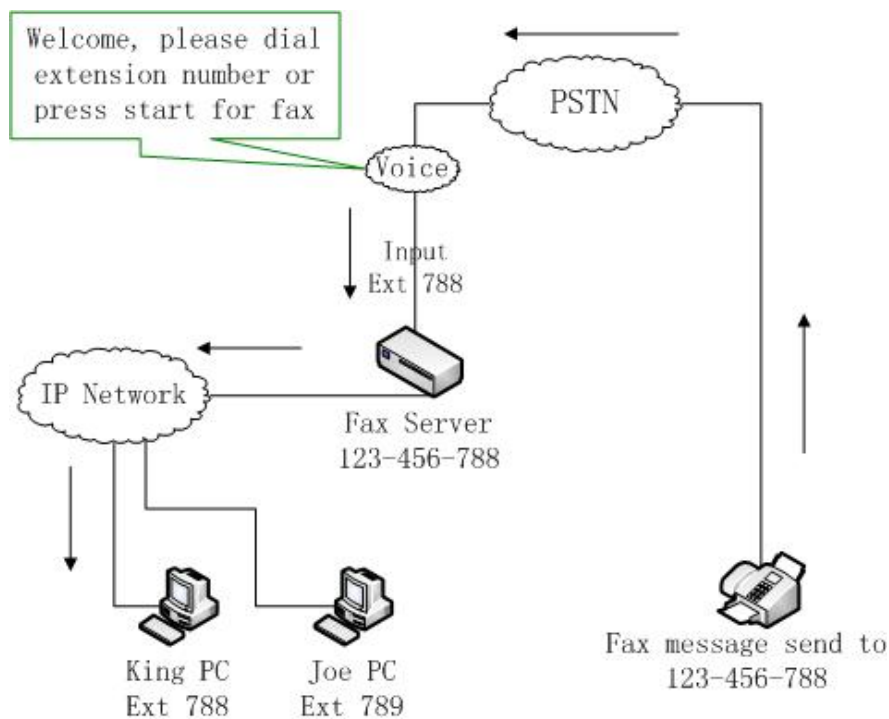 Welcome, please dial
extension number or
press start for fax
PSTN
Voice
Input
Ext 788
IP Network
Fax Server
123-456-788
King PC
Ext 788
Joe PC
Ext 789
Fax message send to
123-456-788